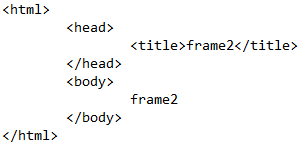 <html>
<head>
<title>frame2</title>
</head>
<body>
frame2
</body>
</html>